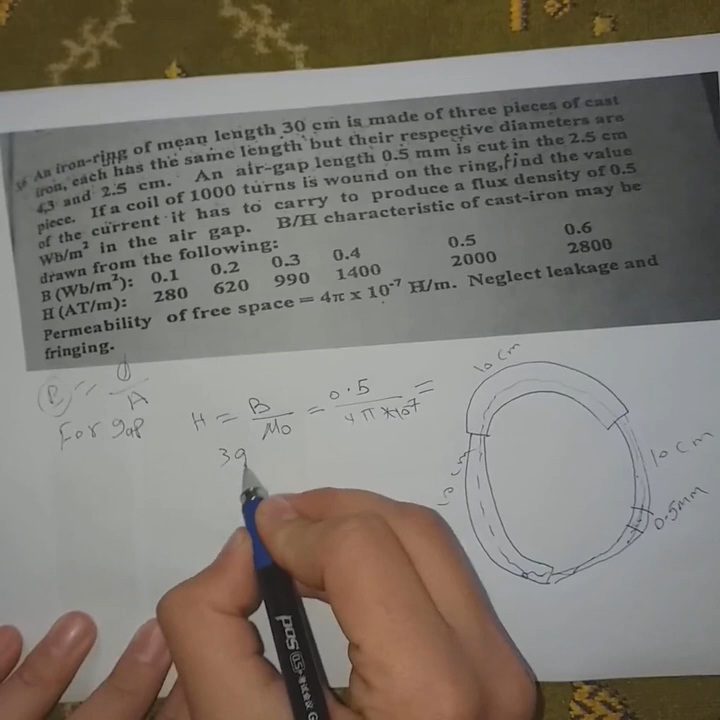 An iron-ring of mean length 30 cm is made of three pieces of cast
iron, each has the same length but their respective diameters are
4,3 and 2.5 cm. An air-gap length 0.5 mm is cut in the 2.5 cm
piece. If a coil of 1000 turns is wound on the ring,find the value
of the current it has to carry to produce a flux density of 0.5
Wb/m² in the air gap. B/H characteristic of cast-iron may be
drawn from the following:
B (Wb/m²): 0.1 0.2 0.3 0.4 0.5 0.6
H (AT/m): 280 620 990 1400 2000 2800
Permeability of free space = 4π x 10⁻⁷ H/m. Neglect leakage and
fringing.
B = ϕ/A
For gap
H = B/μ0 = 0.5/4π×10⁻⁷ =
39
10 cm
10 cm
10 cm
0.5mm
pos 0.5